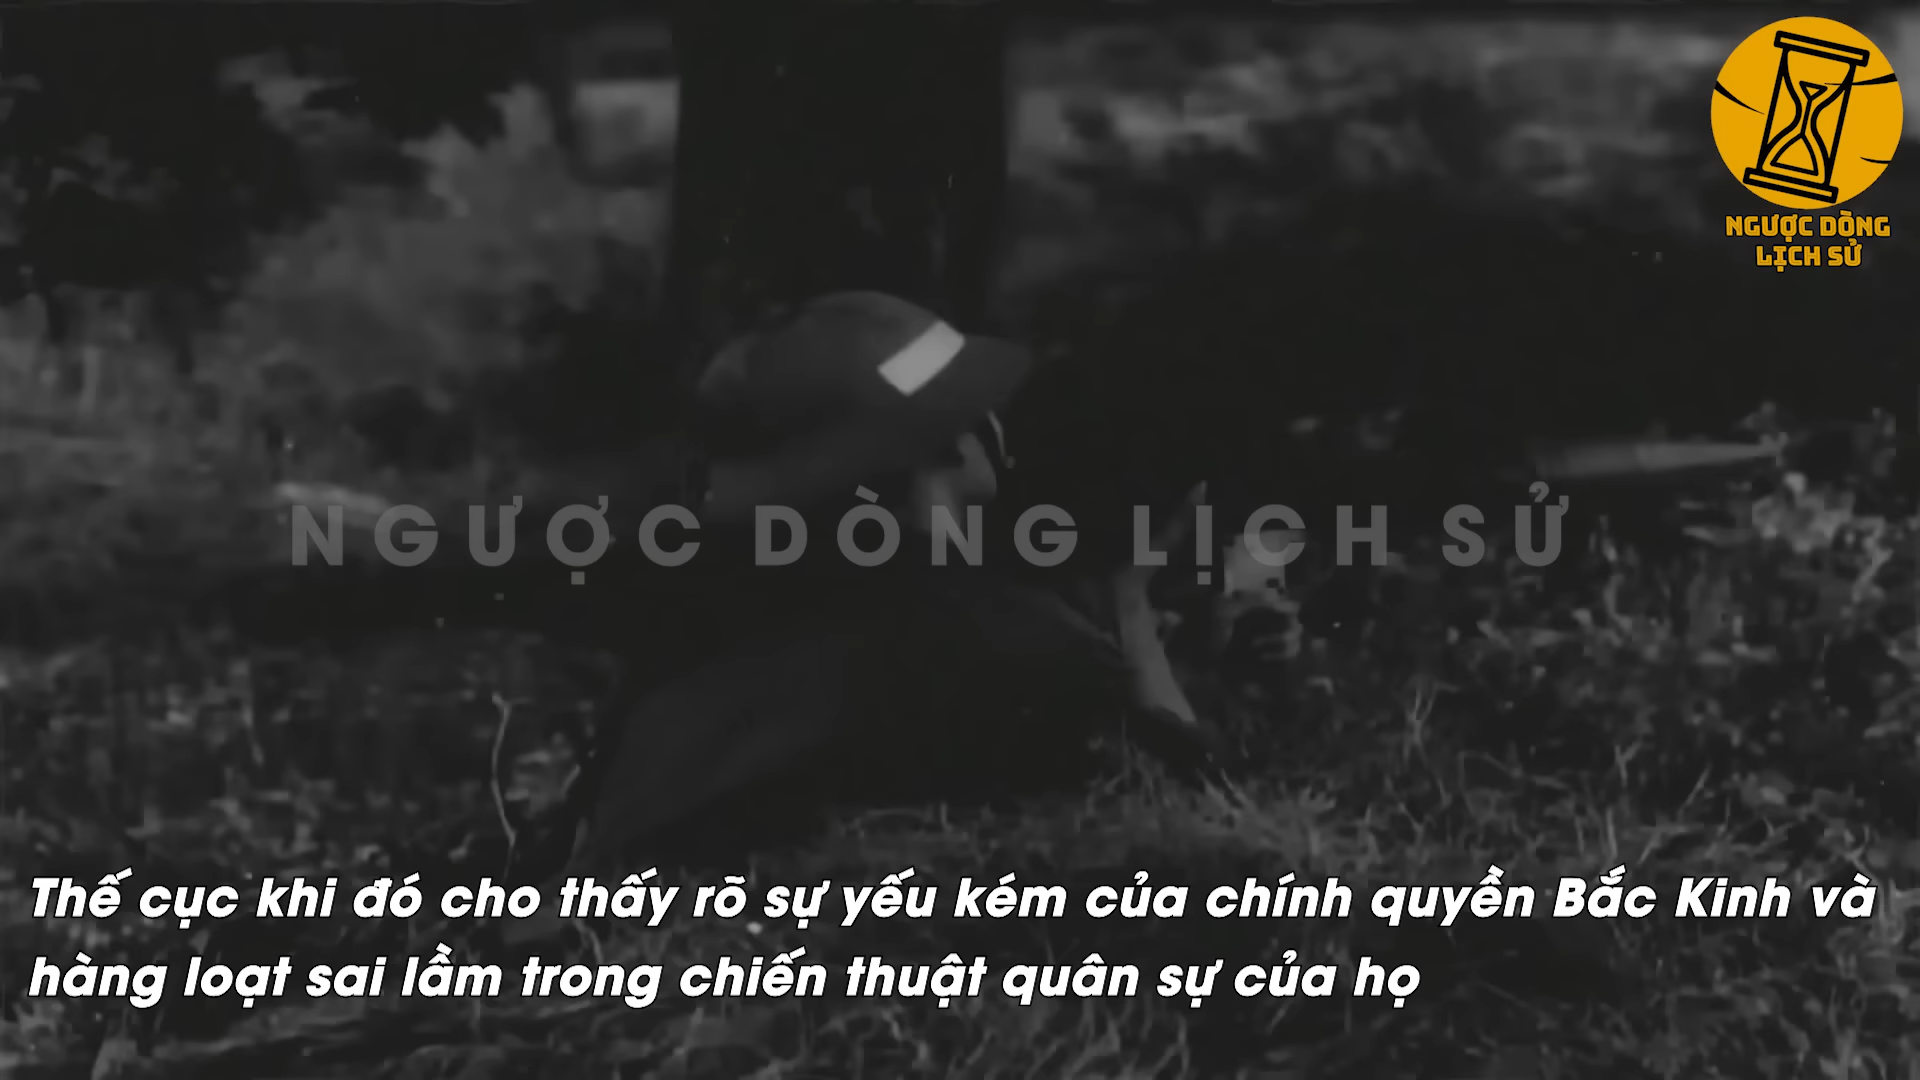 NGƯỢC DÒNG
LỊCH SỬ
NGƯỢC DÒNG LỊCH SỬ
Thế cục khi đó cho thấy rõ sự yếu kém của chính quyền Bắc Kinh và
hàng loạt sai lầm trong chiến thuật quân sự của họ